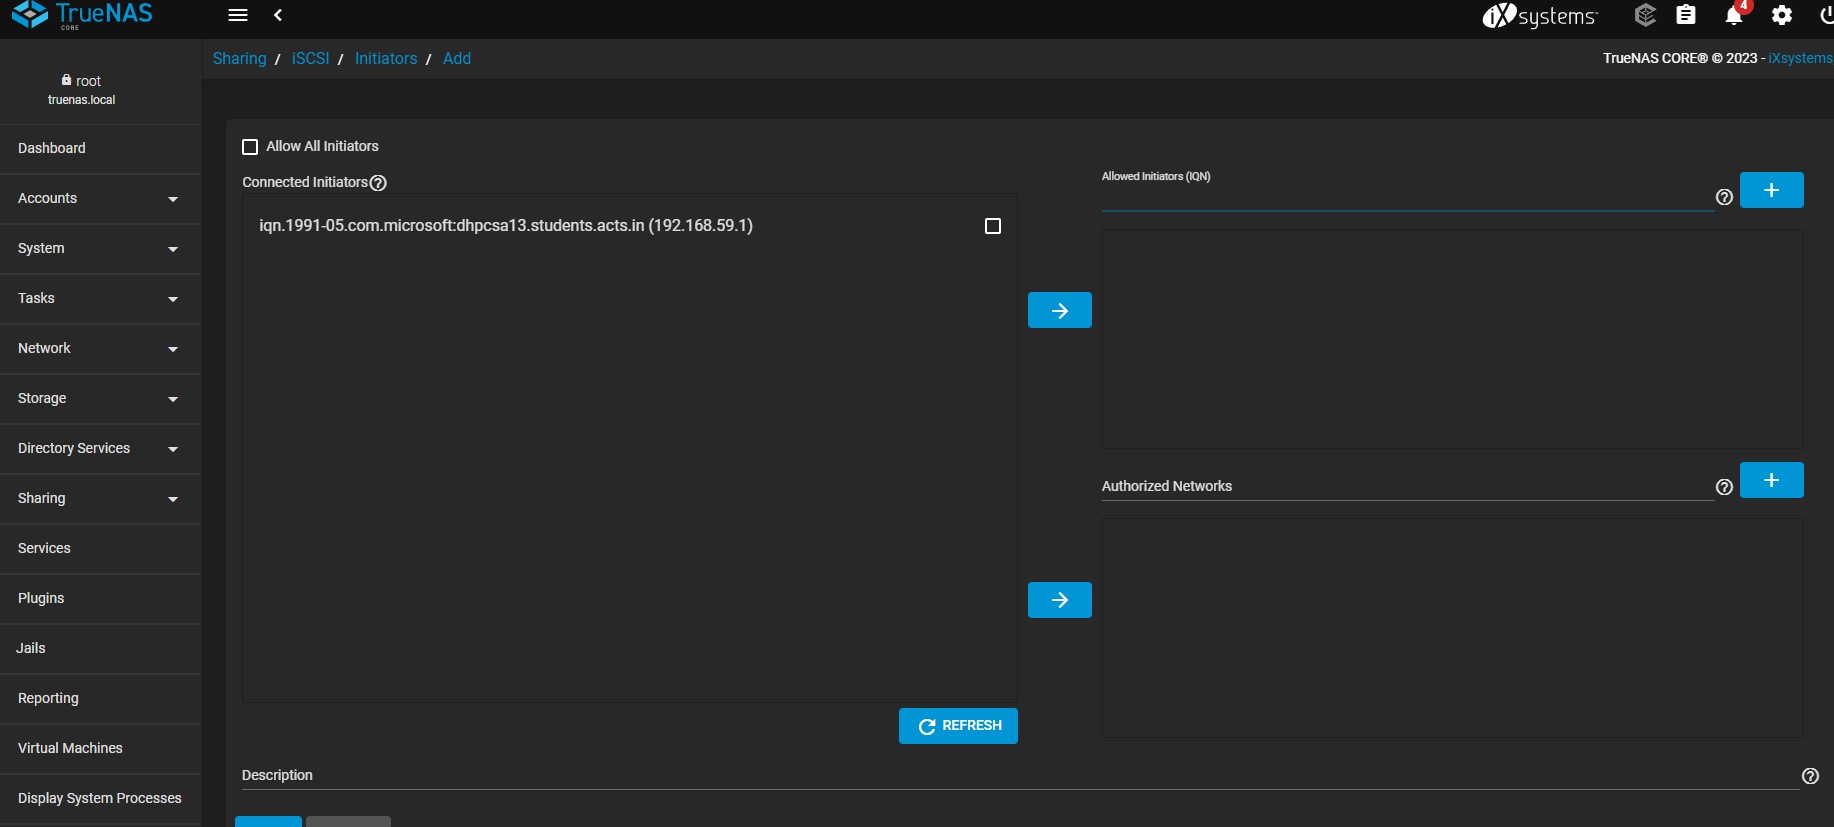 TrueNAS
CORE
iXsystems
4
Sharing / iSCSI / Initiators / Add
TrueNAS CORE® © 2023 - iXsystems
root
truenas.local
Dashboard
Accounts
System
Tasks
Network
Storage
Directory Services
Sharing
Services
Plugins
Jails
Reporting
Virtual Machines
Display System Processes
Allow All Initiators
Connected Initiators
iqn.1991-05.com.microsoft:dhpcsa13.students.acts.in (192.168.59.1)
REFRESH
Allowed Initiators (IQN)
Authorized Networks
Description